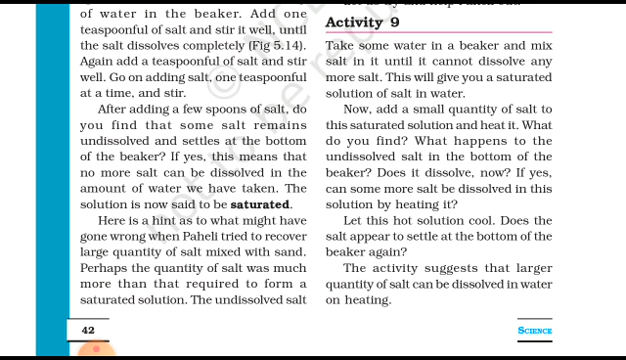 of water in the beaker. Add one
teaspoonful of salt and stir it well, until
the salt dissolves completely (Fig 5.14).
Again add a teaspoonful of salt and stir
well. Go on adding salt, one teaspoonful
at a time, and stir.
After adding a few spoons of salt, do
you find that some salt remains
undissolved and settles at the bottom
of the beaker? If yes, this means that
no more salt can be dissolved in the
amount of water we have taken. The
solution is now said to be saturated.
Here is a hint as to what might have
gone wrong when Paheli tried to recover
large quantity of salt mixed with sand.
Perhaps the quantity of salt was much
more than that required to form a
saturated solution. The undissolved salt
42
Activity 9
Take some water in a beaker and mix
salt in it until it cannot dissolve any
more salt. This will give you a saturated
solution of salt in water.
Now, add a small quantity of salt to
this saturated solution and heat it. What
do you find? What happens to the
undissolved salt in the bottom of the
beaker? Does it dissolve, now? If yes,
can some more salt be dissolved in this
solution by heating it?
Let this hot solution cool. Does the
salt appear to settle at the bottom of the
beaker again?
The activity suggests that larger
quantity of salt can be dissolved in water
on heating.
SCIENCE